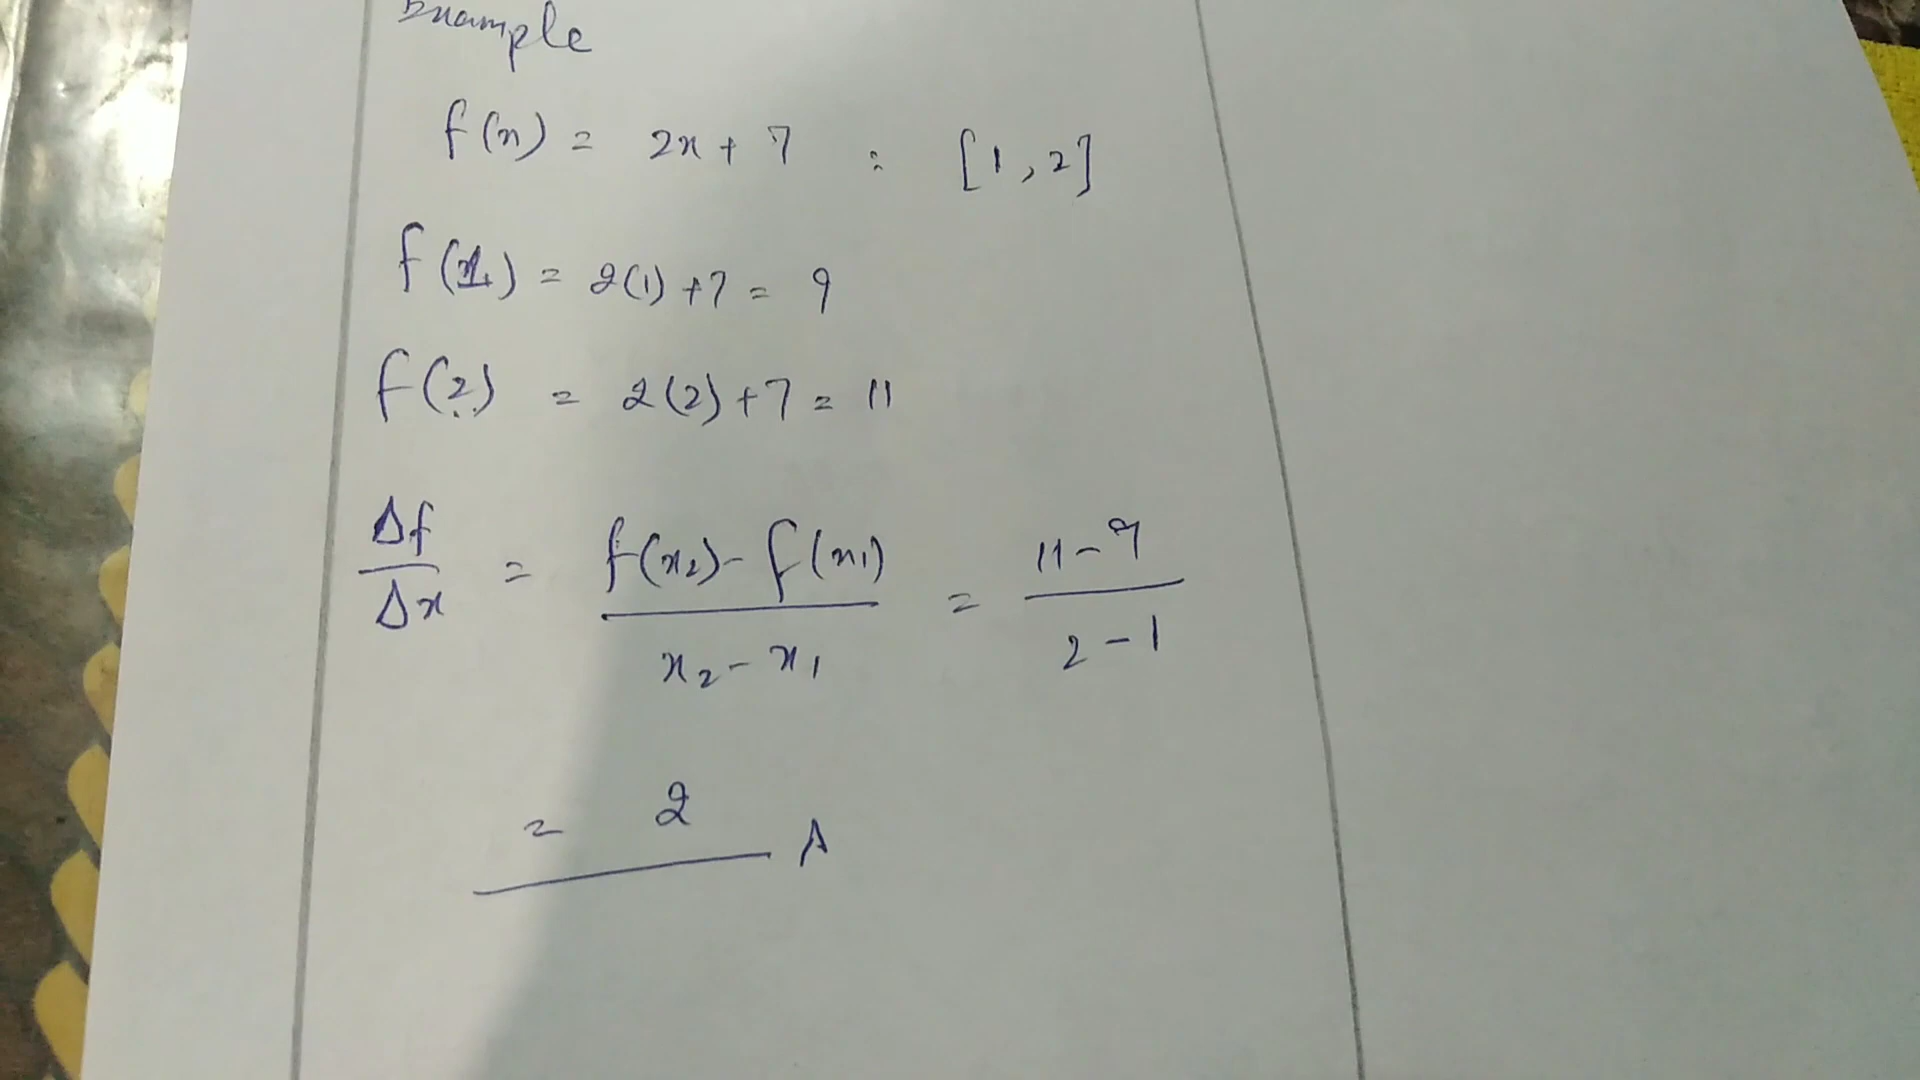 Example
f(x) = 2x + 7 : [1, 2]
f(1) = 2(1) + 7 = 9
f(2) = 2(2) + 7 = 11
Δf/Δx = f(x₂) - f(x₁)/x₂ - x₁ = 11 - 9/2 - 1
= 2 A